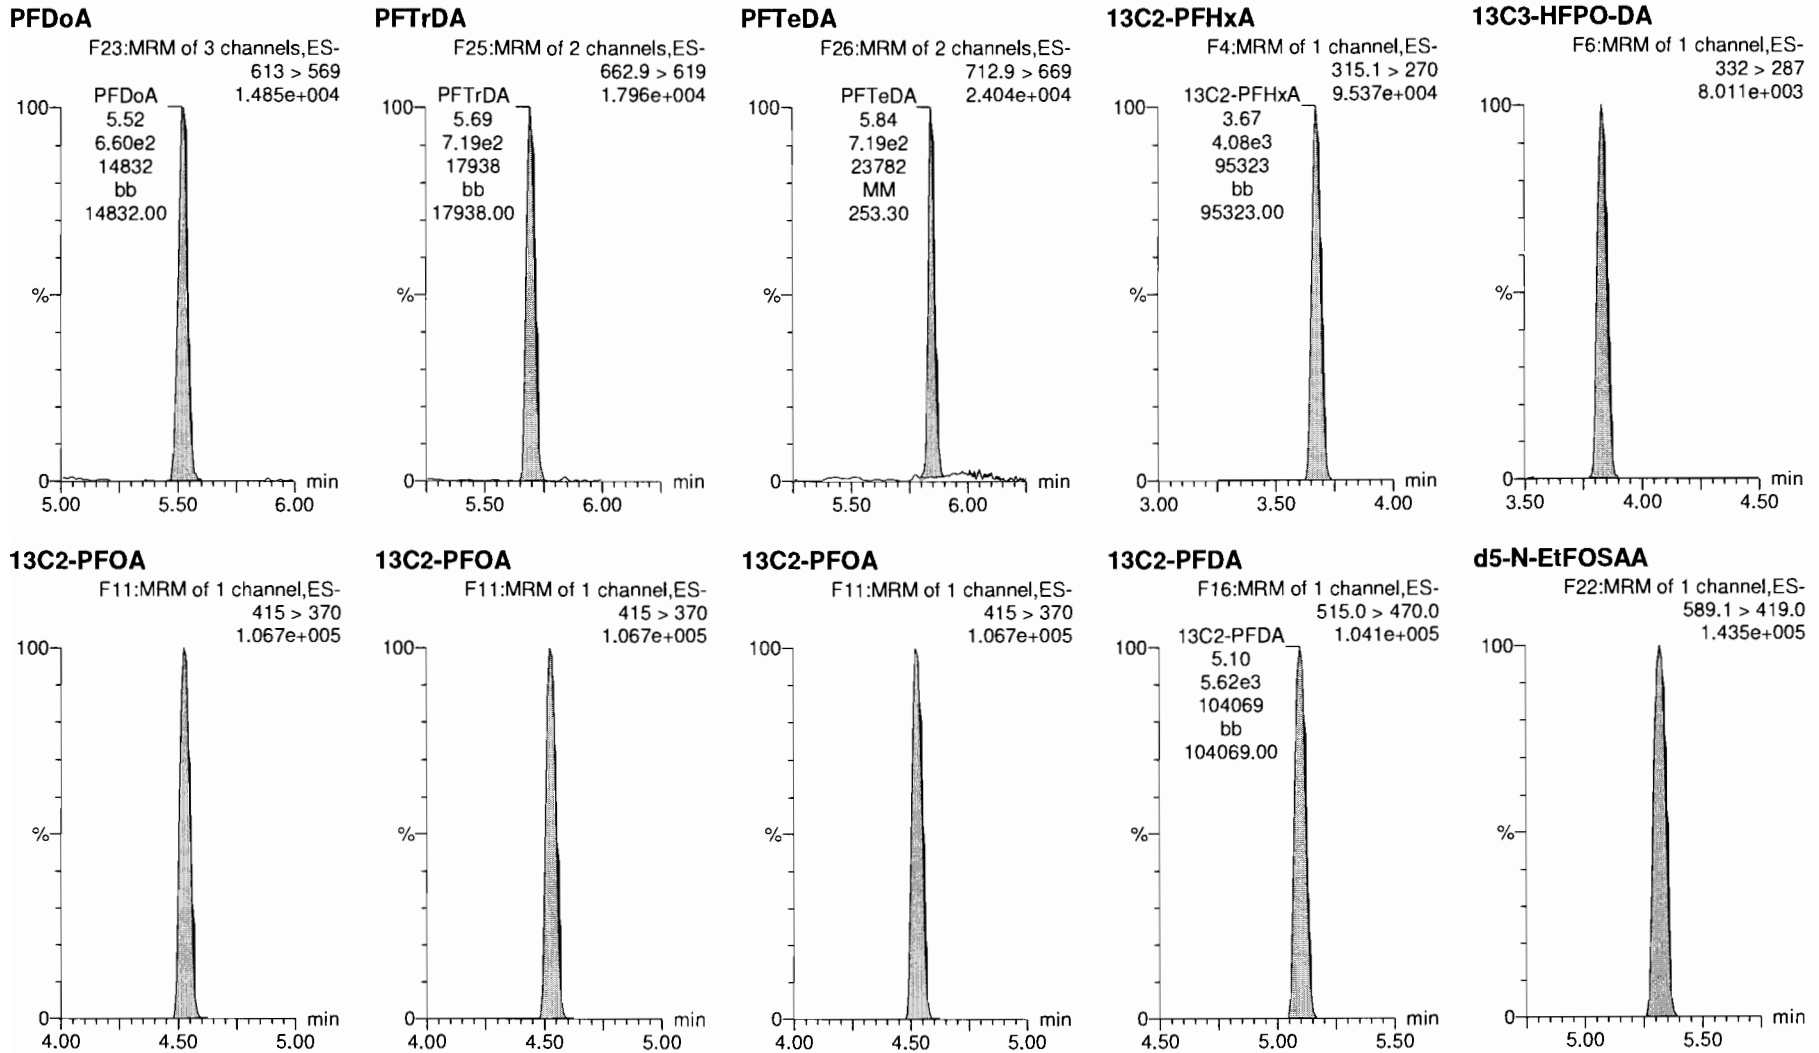 PFDoA
F23:MRM of 3 channels,ES-
613 > 569
1.485e+004
PFDoA
5.52
6.60e2
14832
bb
14832.00
100
%
0
min
5.00 5.50 6.00
PFTrDA
F25:MRM of 2 channels,ES-
662.9 > 619
1.796e+004
PFTrDA
5.69
7.19e2
17938
bb
17938.00
100
%
0
min
5.50 6.00
PFTeDA
F26:MRM of 2 channels,ES-
712.9 > 669
2.404e+004
PFTeDA
5.84
7.19e2
23782
MM
253.30
100
%
0
min
5.50 6.00
13C2-PFHxA
F4:MRM of 1 channel,ES-
315.1 > 270
9.537e+004
13C2-PFHxA
3.67
4.08e3
95323
bb
95323.00
100
%
0
min
3.00 3.50 4.00
13C3-HFPO-DA
F6:MRM of 1 channel,ES-
332 > 287
8.011e+003
100
%
0
min
3.50 4.00 4.50
13C2-PFOA
F11:MRM of 1 channel,ES-
415 > 370
1.067e+005
100
%
0
min
4.00 4.50 5.00
13C2-PFOA
F11:MRM of 1 channel,ES-
415 > 370
1.067e+005
100
%
0
min
4.00 4.50 5.00
13C2-PFOA
F11:MRM of 1 channel,ES-
415 > 370
1.067e+005
100
%
0
min
4.00 4.50 5.00
13C2-PFDA
F16:MRM of 1 channel,ES-
515.0 > 470.0
1.041e+005
13C2-PFDA
5.10
5.62e3
104069
bb
104069.00
100
%
0
min
4.50 5.00 5.50
d5-N-EtFOSAA
F22:MRM of 1 channel,ES-
589.1 > 419.0
1.435e+005
100
%
0
min
5.00 5.50